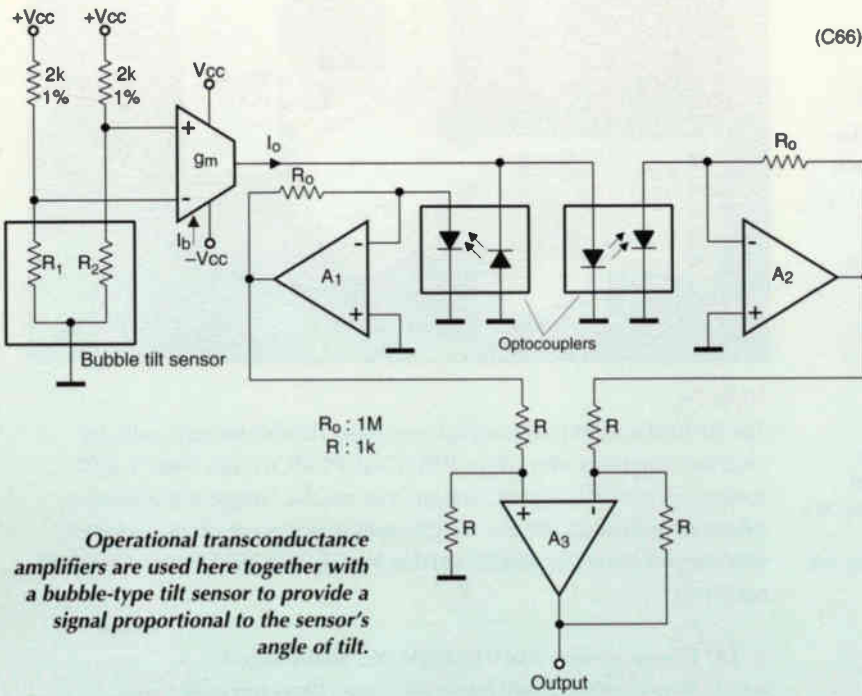 +Vcc +Vcc
(C66)
2k 2k
1% 1%
Vcc
+
gm
-
Io
Ib
-Vcc
Ro
Ro
R1 R2
-
A1
+
-
A2
+
Optocouplers
Bubble tilt sensor
Ro : 1M
R : 1k
R R
R + - R
A3
Operational transconductance
amplifiers are used here together with
a bubble-type tilt sensor to provide a
signal proportional to the sensor's
angle of tilt.
Output